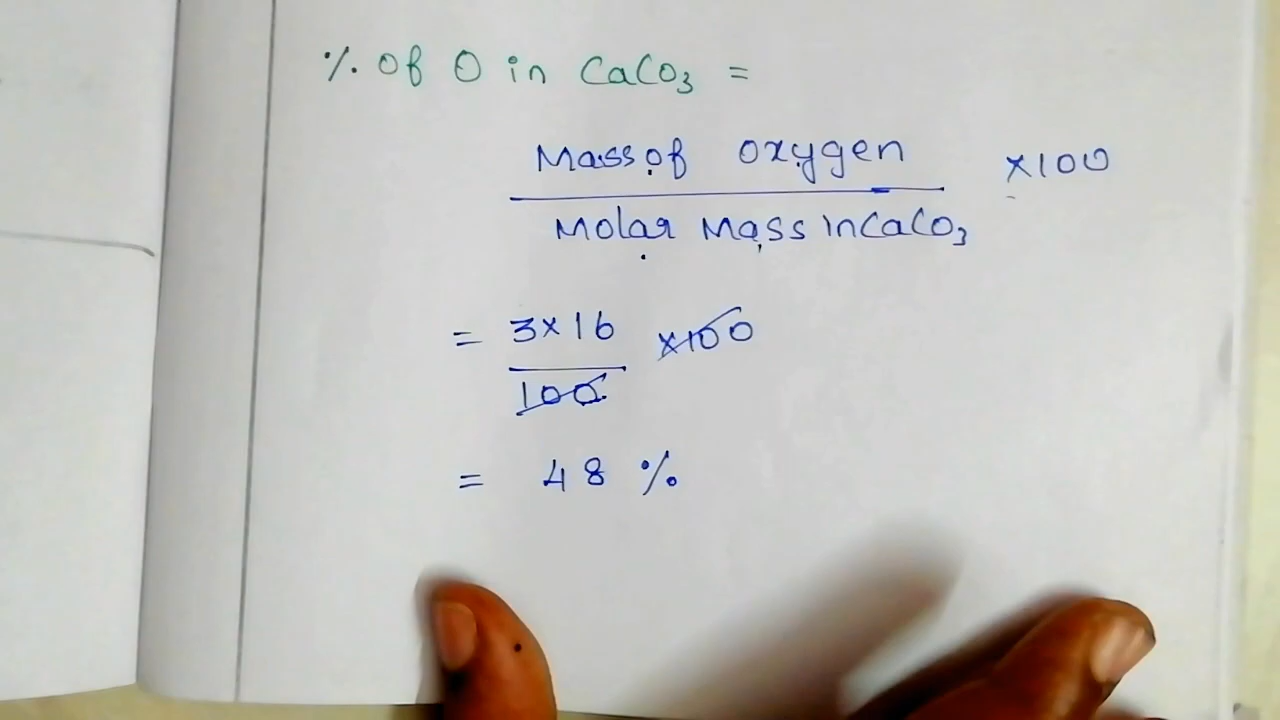 % of O in CaCO3 =
Mass of oxygen ×100
Molar Mass in CaCO3
= 3×16 ×100
100
= 48 %